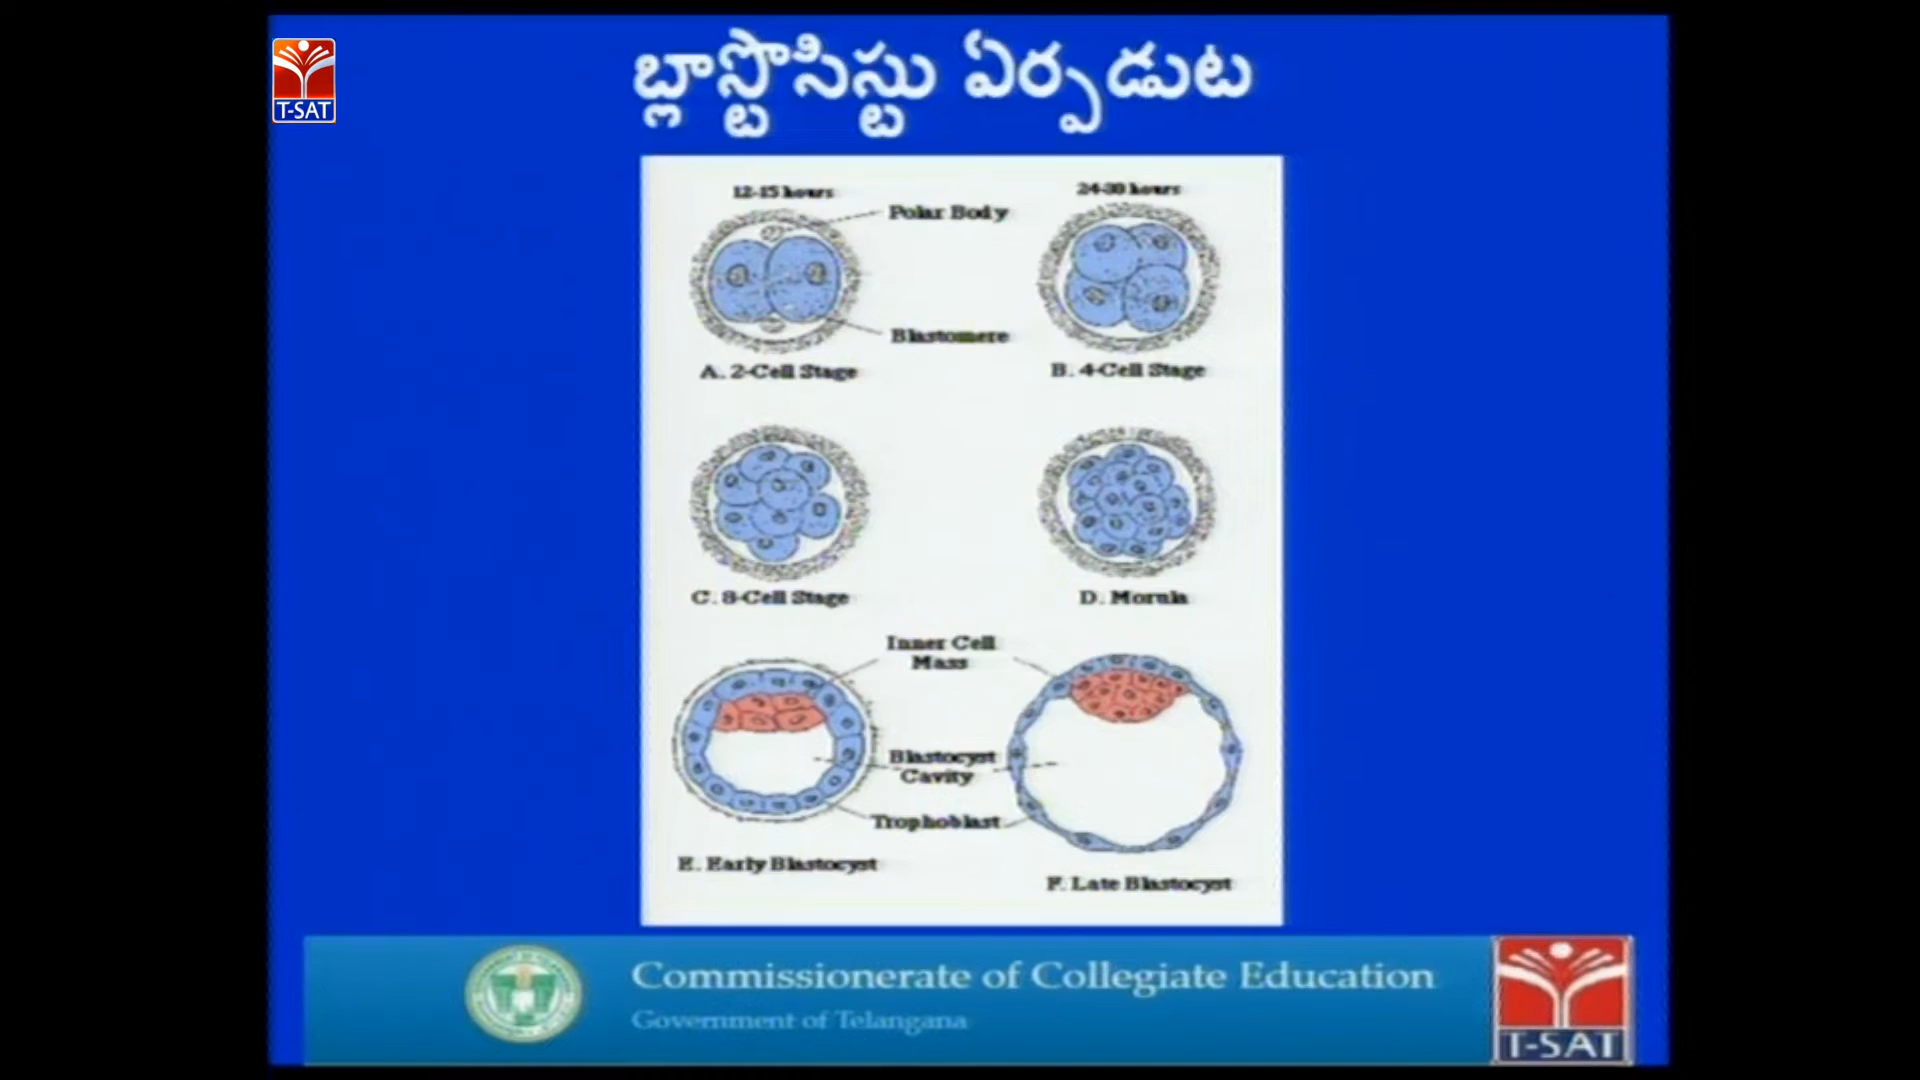 T-SAT
బ్లాస్టొసిస్టు ఏర్పడుట
12-15 hours
24-30 hours
Polar Body
Blastomere
A. 2-Cell Stage
B. 4-Cell Stage
C. 8-Cell Stage
D. Morula
Inner Cell
Mass
Blastocyst
Cavity
Trophoblast
E. Early Blastocyst
F. Late Blastocyst
Commissionerate of Collegiate Education
Government of Telangana
T-SAT